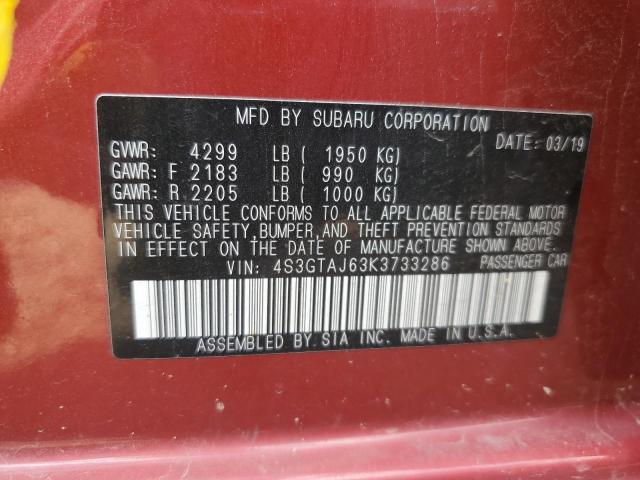 MFD BY SUBARU CORPORATION
DATE: 03/19
GVWR: 4299 LB ( 1950 KG)
GAWR: F 2183 LB ( 990 KG)
GAWR: R 2205 LB ( 1000 KG)
THIS VEHICLE CONFORMS TO ALL APPLICABLE FEDERAL MOTOR
VEHICLE SAFETY, BUMPER, AND THEFT PREVENTION STANDARDS
IN EFFECT ON THE DATE OF MANUFACTURE SHOWN ABOVE.
VIN: 4S3GTAJ63K3733286 PASSENGER CAR
ASSEMBLED BY SIA INC. MADE IN U.S.A.